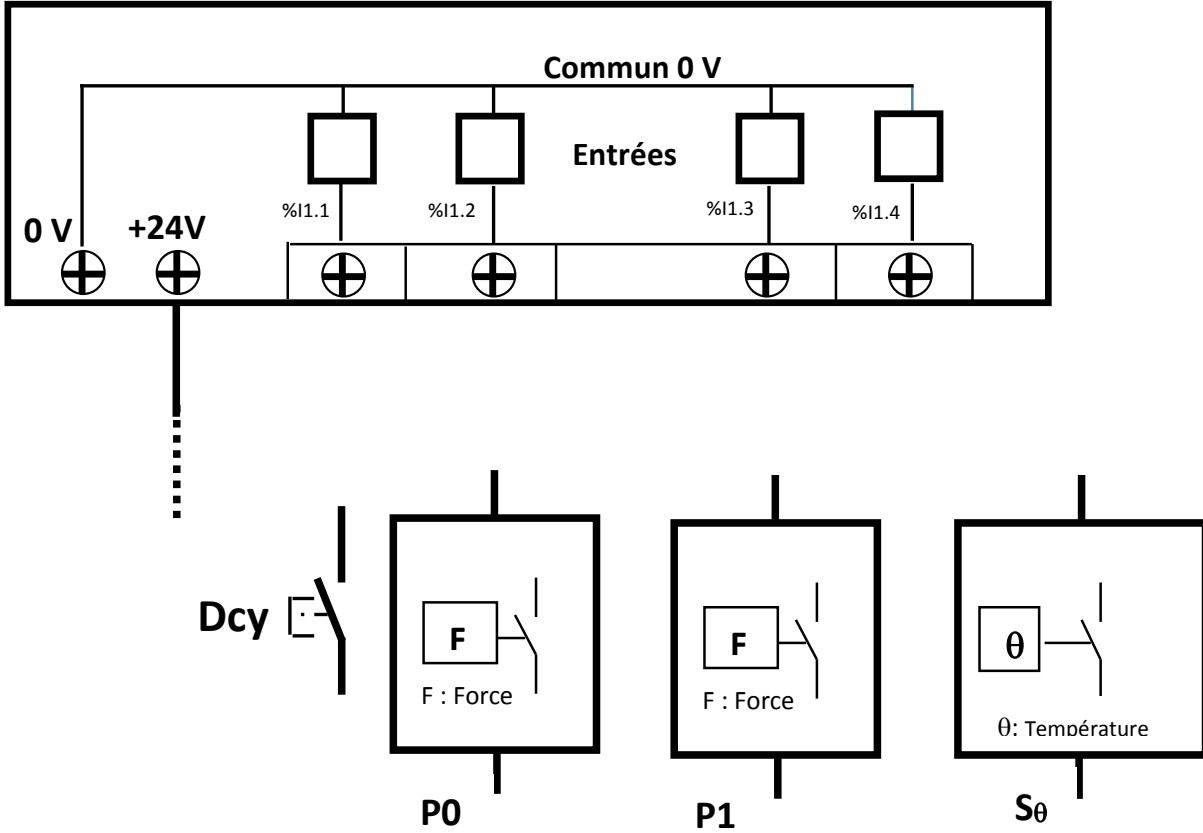 Commun 0 V
Entrées
%I1.1
%I1.2
%I1.3
%I1.4
0 V
+24V
Dcy
F
F : Force
F
F : Force
θ
θ: Température
P0
P1
Sθ